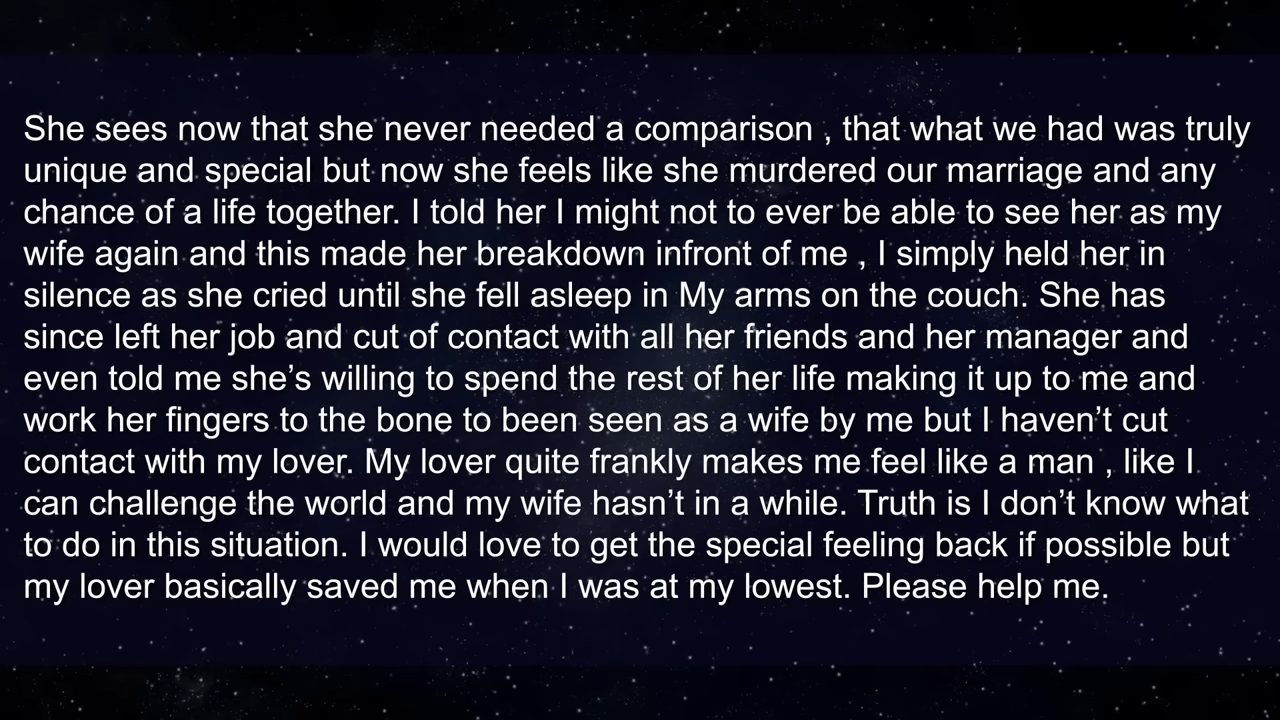 She sees now that she never needed a comparison , that what we had was truly
unique and special but now she feels like she murdered our marriage and any
chance of a life together. I told her I might not to ever be able to see her as my
wife again and this made her breakdown infront of me , I simply held her in
silence as she cried until she fell asleep in My arms on the couch. She has
since left her job and cut of contact with all her friends and her manager and
even told me she’s willing to spend the rest of her life making it up to me and
work her fingers to the bone to been seen as a wife by me but I haven’t cut
contact with my lover. My lover quite frankly makes me feel like a man , like I
can challenge the world and my wife hasn’t in a while. Truth is I don’t know what
to do in this situation. I would love to get the special feeling back if possible but
my lover basically saved me when I was at my lowest. Please help me.